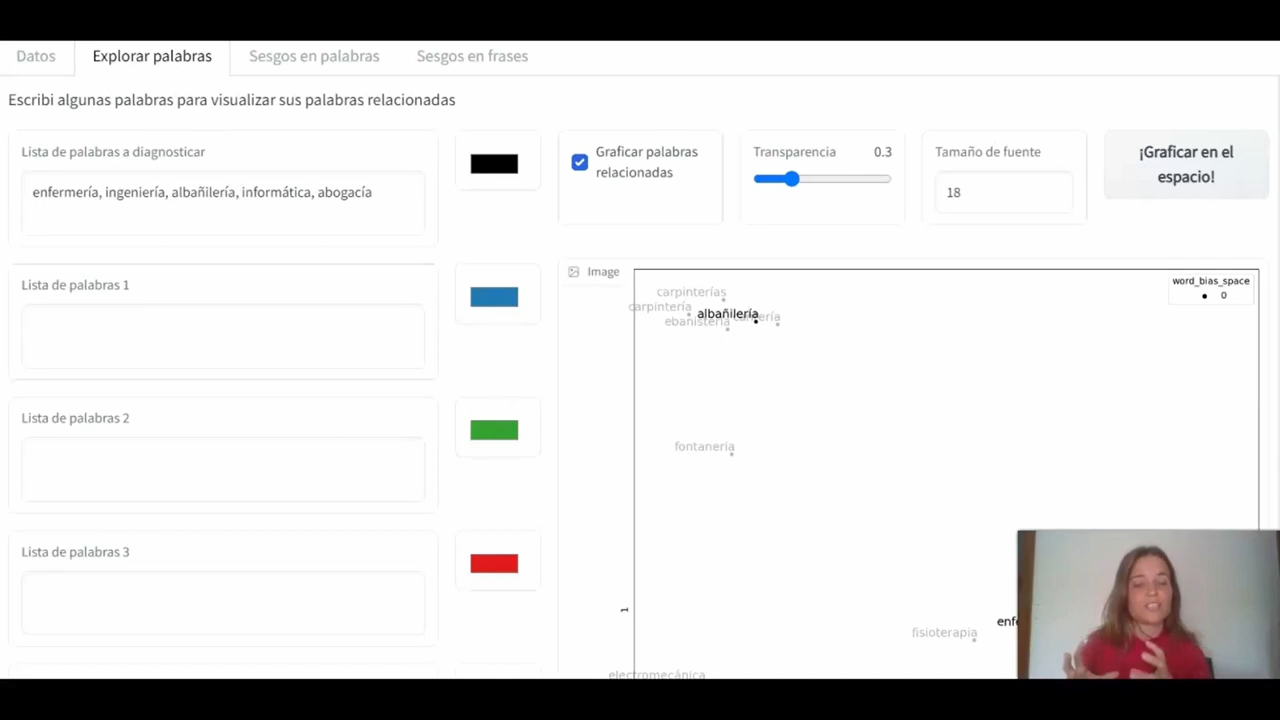 Datos
Explorar palabras
Sesgos en palabras
Sesgos en frases
Escribi algunas palabras para visualizar sus palabras relacionadas
Lista de palabras a diagnosticar
enfermería, ingeniería, albañilería, informática, abogacía
Lista de palabras 1
Lista de palabras 2
Lista de palabras 3
Graficar palabras
relacionadas
Transparencia
0.3
Tamaño de fuente
18
¡Graficar en el
espacio!
Image
word_bias_space
0
carpinterías
carpintería
albañilería
ebanistería
fontanería
1
fisioterapia
electromecánica